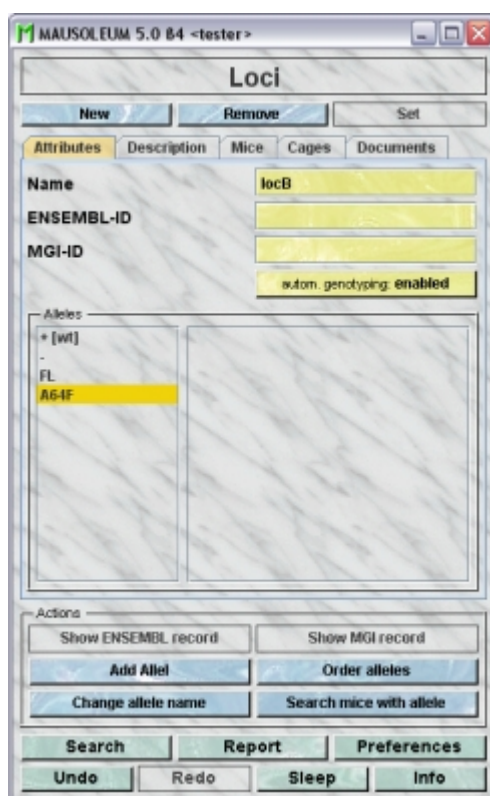 MAUSOLEUM 5.0 ß4 <tester>
Loci
New Remove Set
Attributes Description Mice Cages Documents
Name locB
ENSEMBL-ID
MGI-ID
autom. genotyping: enabled
Alleles
+ [wt]
-
FL
A64F
Actions
Show ENSEMBL record Show MGI record
Add Allel Order alleles
Change allele name Search mice with allele
Search Report Preferences
Undo Redo Sleep Info